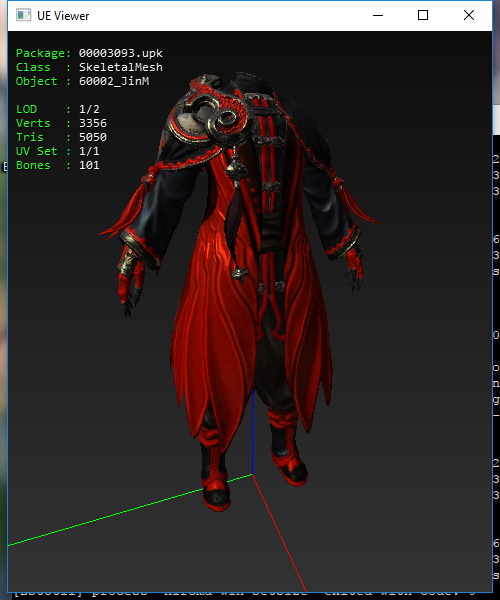 UE Viewer
Package: 00003093.upk
Class : SkeletalMesh
Object : 60002_JinM
LOD : 1/2
Verts : 3356
Tris : 5050
UV Set : 1/1
Bones : 101